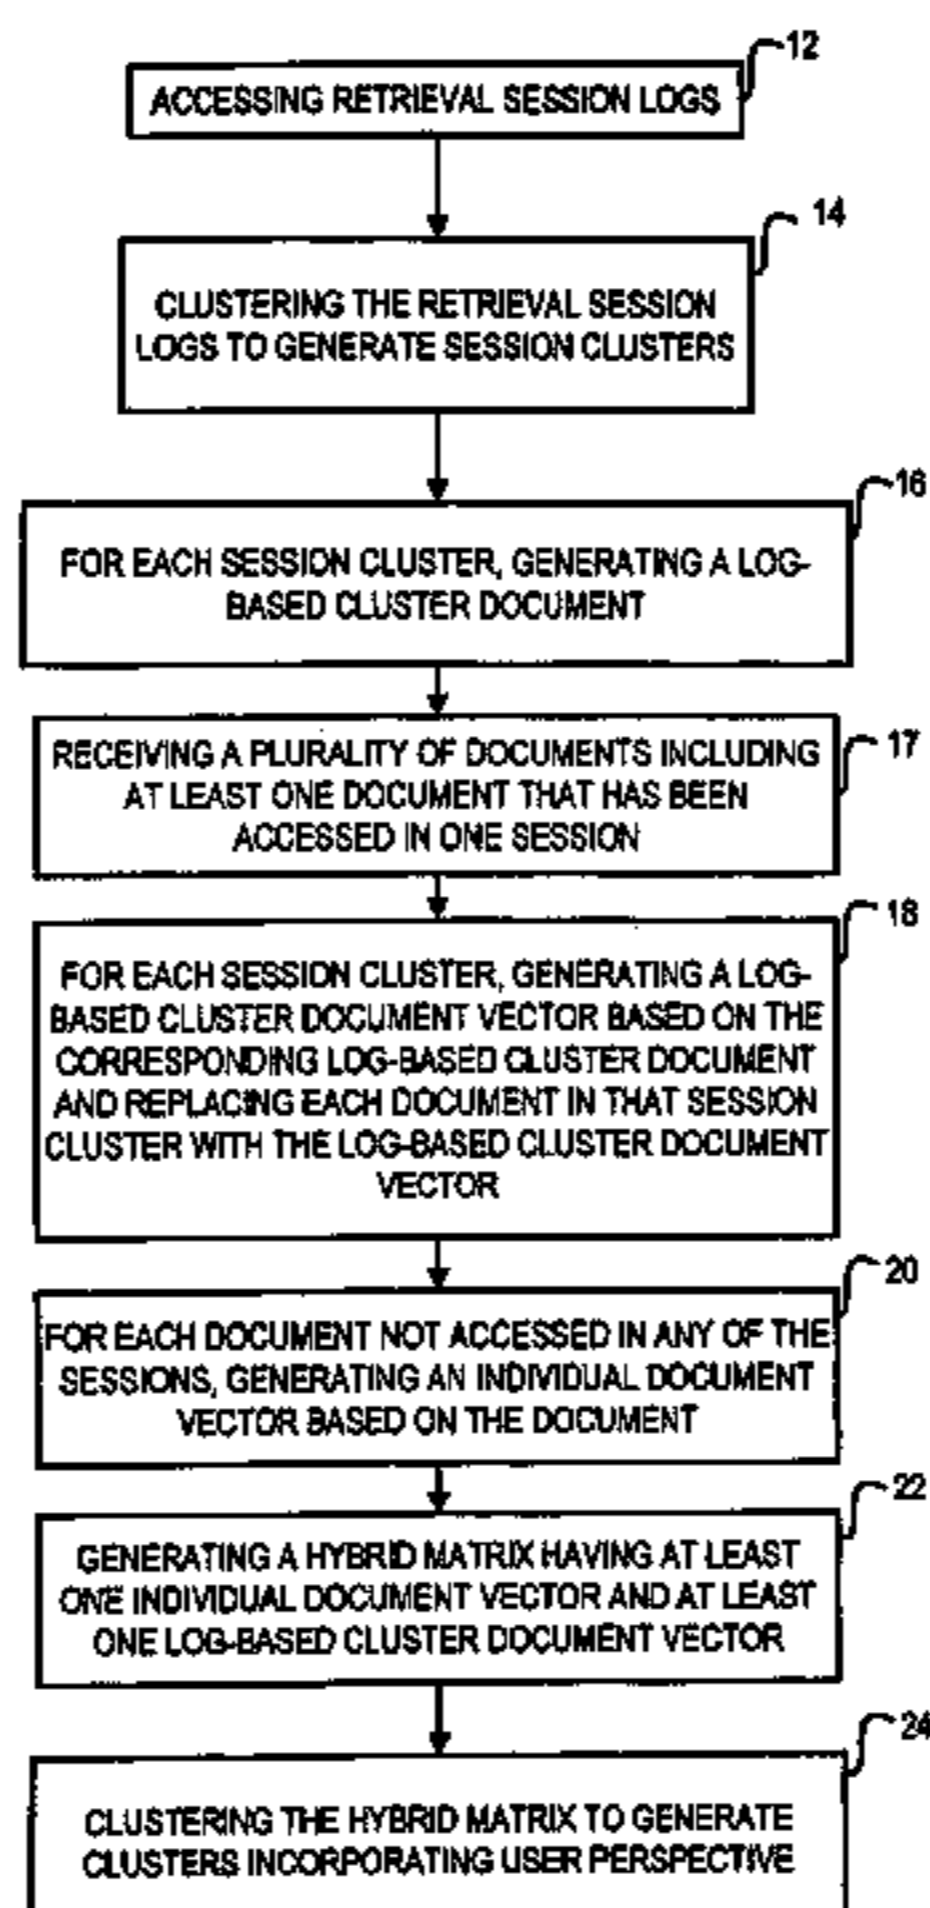 12
ACCESSING RETRIEVAL SESSION LOGS
14
CLUSTERING THE RETRIEVAL SESSION
LOGS TO GENERATE SESSION CLUSTERS
16
FOR EACH SESSION CLUSTER, GENERATING A LOG-
BASED CLUSTER DOCUMENT
17
RECEIVING A PLURALITY OF DOCUMENTS INCLUDING
AT LEAST ONE DOCUMENT THAT HAS BEEN
ACCESSED IN ONE SESSION
18
FOR EACH SESSION CLUSTER, GENERATING A LOG-
BASED CLUSTER DOCUMENT VECTOR BASED ON THE
CORRESPONDING LOG-BASED CLUSTER DOCUMENT
AND REPLACING EACH DOCUMENT IN THAT SESSION
CLUSTER WITH THE LOG-BASED CLUSTER DOCUMENT
VECTOR
20
FOR EACH DOCUMENT NOT ACCESSED IN ANY OF THE
SESSIONS, GENERATING AN INDIVIDUAL DOCUMENT
VECTOR BASED ON THE DOCUMENT
22
GENERATING A HYBRID MATRIX HAVING AT LEAST
ONE INDIVIDUAL DOCUMENT VECTOR AND AT LEAST
ONE LOG-BASED CLUSTER DOCUMENT VECTOR
24
CLUSTERING THE HYBRID MATRIX TO GENERATE
CLUSTERS INCORPORATING USER PERSPECTIVE